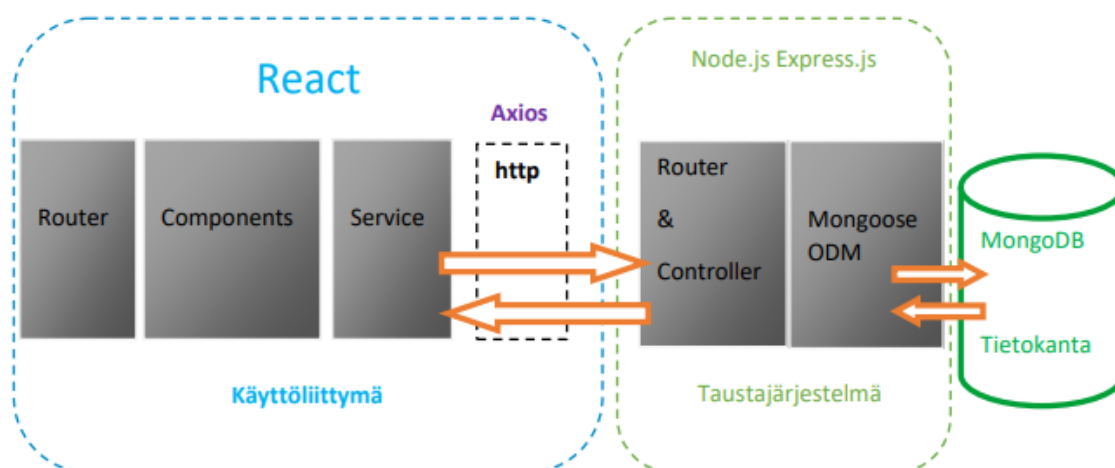 React
Axios
http
Router
Components
Service
Käyttöliittymä
Node.js Express.js
Router
&
Controller
Mongoose
ODM
Taustajärjestelmä
MongoDB
Tietokanta